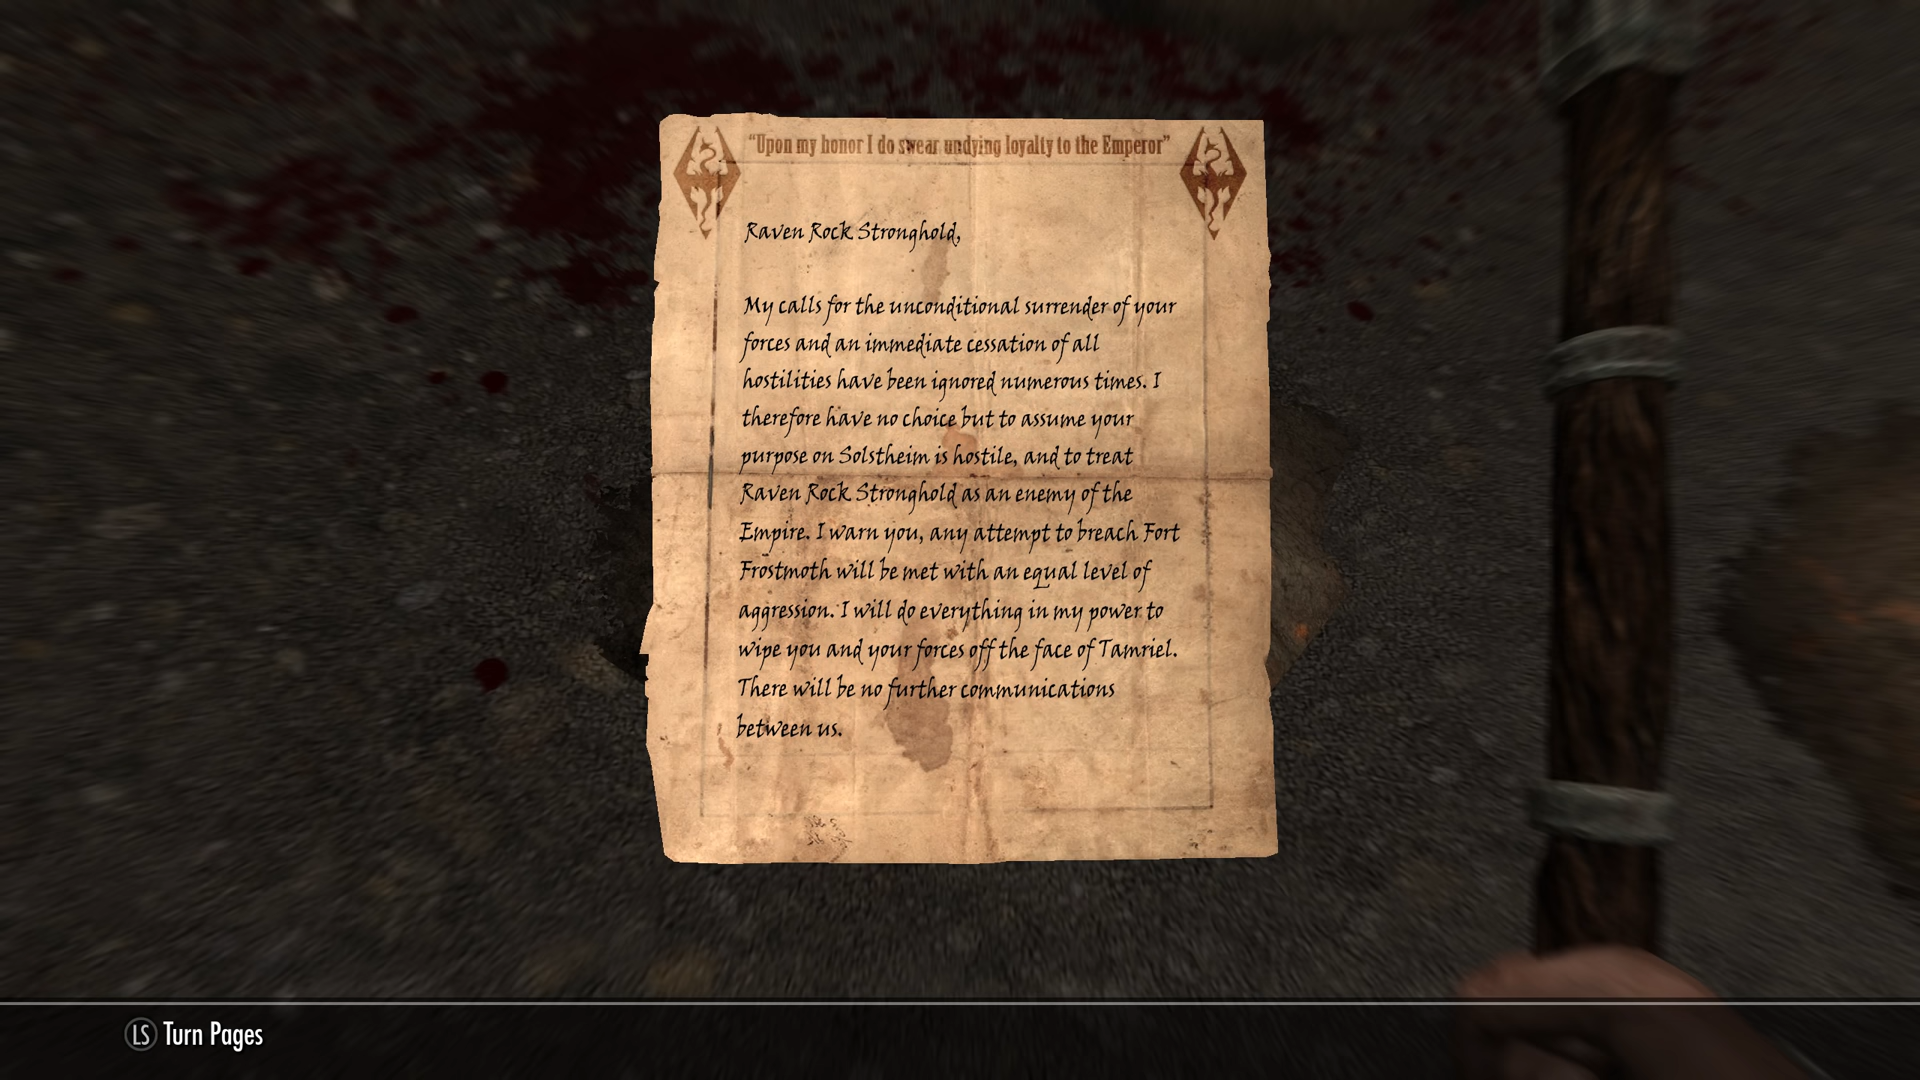 "Upon my honor I do swear undying loyalty to the Emperor"
Raven Rock Stronghold,
My calls for the unconditional surrender of your
forces and an immediate cessation of all
hostilities have been ignored numerous times. I
therefore have no choice but to assume your
purpose on Solstheim is hostile, and to treat
Raven Rock Stronghold as an enemy of the
Empire. I warn you, any attempt to breach Fort
Frostmoth will be met with an equal level of
aggression. I will do everything in my power to
wipe you and your forces off the face of Tamriel.
There will be no further communications
between us.
LS Turn Pages